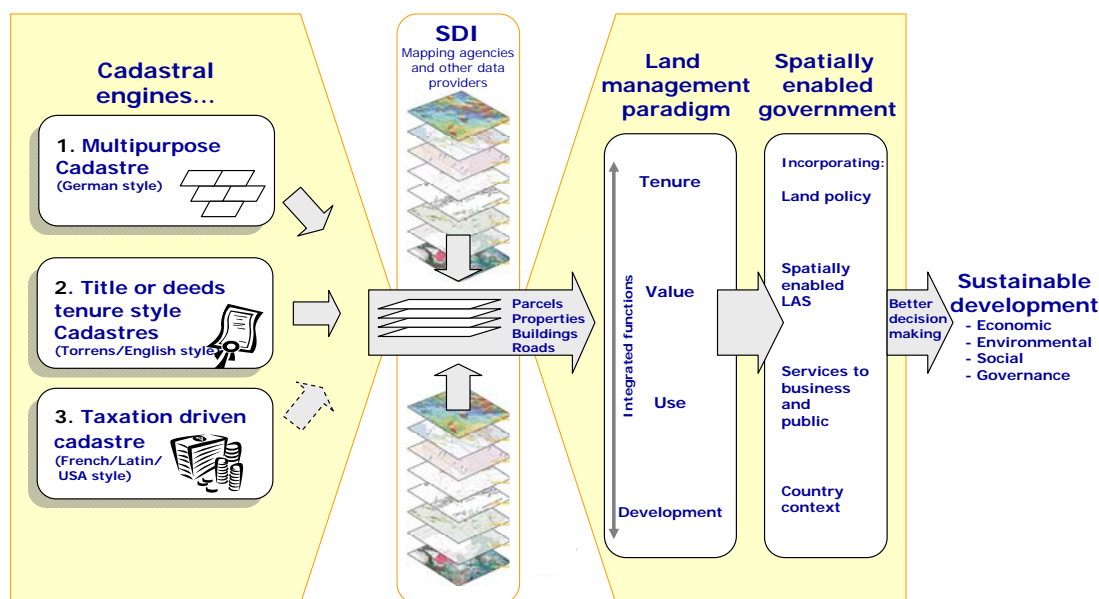 Cadastral
engines...
1. Multipurpose
Cadastre
(German style)
2. Title or deeds
tenure style
Cadastres
(Torrens/English style)
3. Taxation driven
cadastre
(French/Latin/
USA style)
SDI
Mapping agencies
and other data
providers
Parcels
Properties
Buildings
Roads
Land
management
paradigm
Integrated functions
Tenure
Value
Use
Development
Spatially
enabled
government
Incorporating:
Land policy
Spatially
enabled
LAS
Services to
business
and
public
Country
context
Better
decision
making
Sustainable
development
- Economic
- Environmental
- Social
- Governance